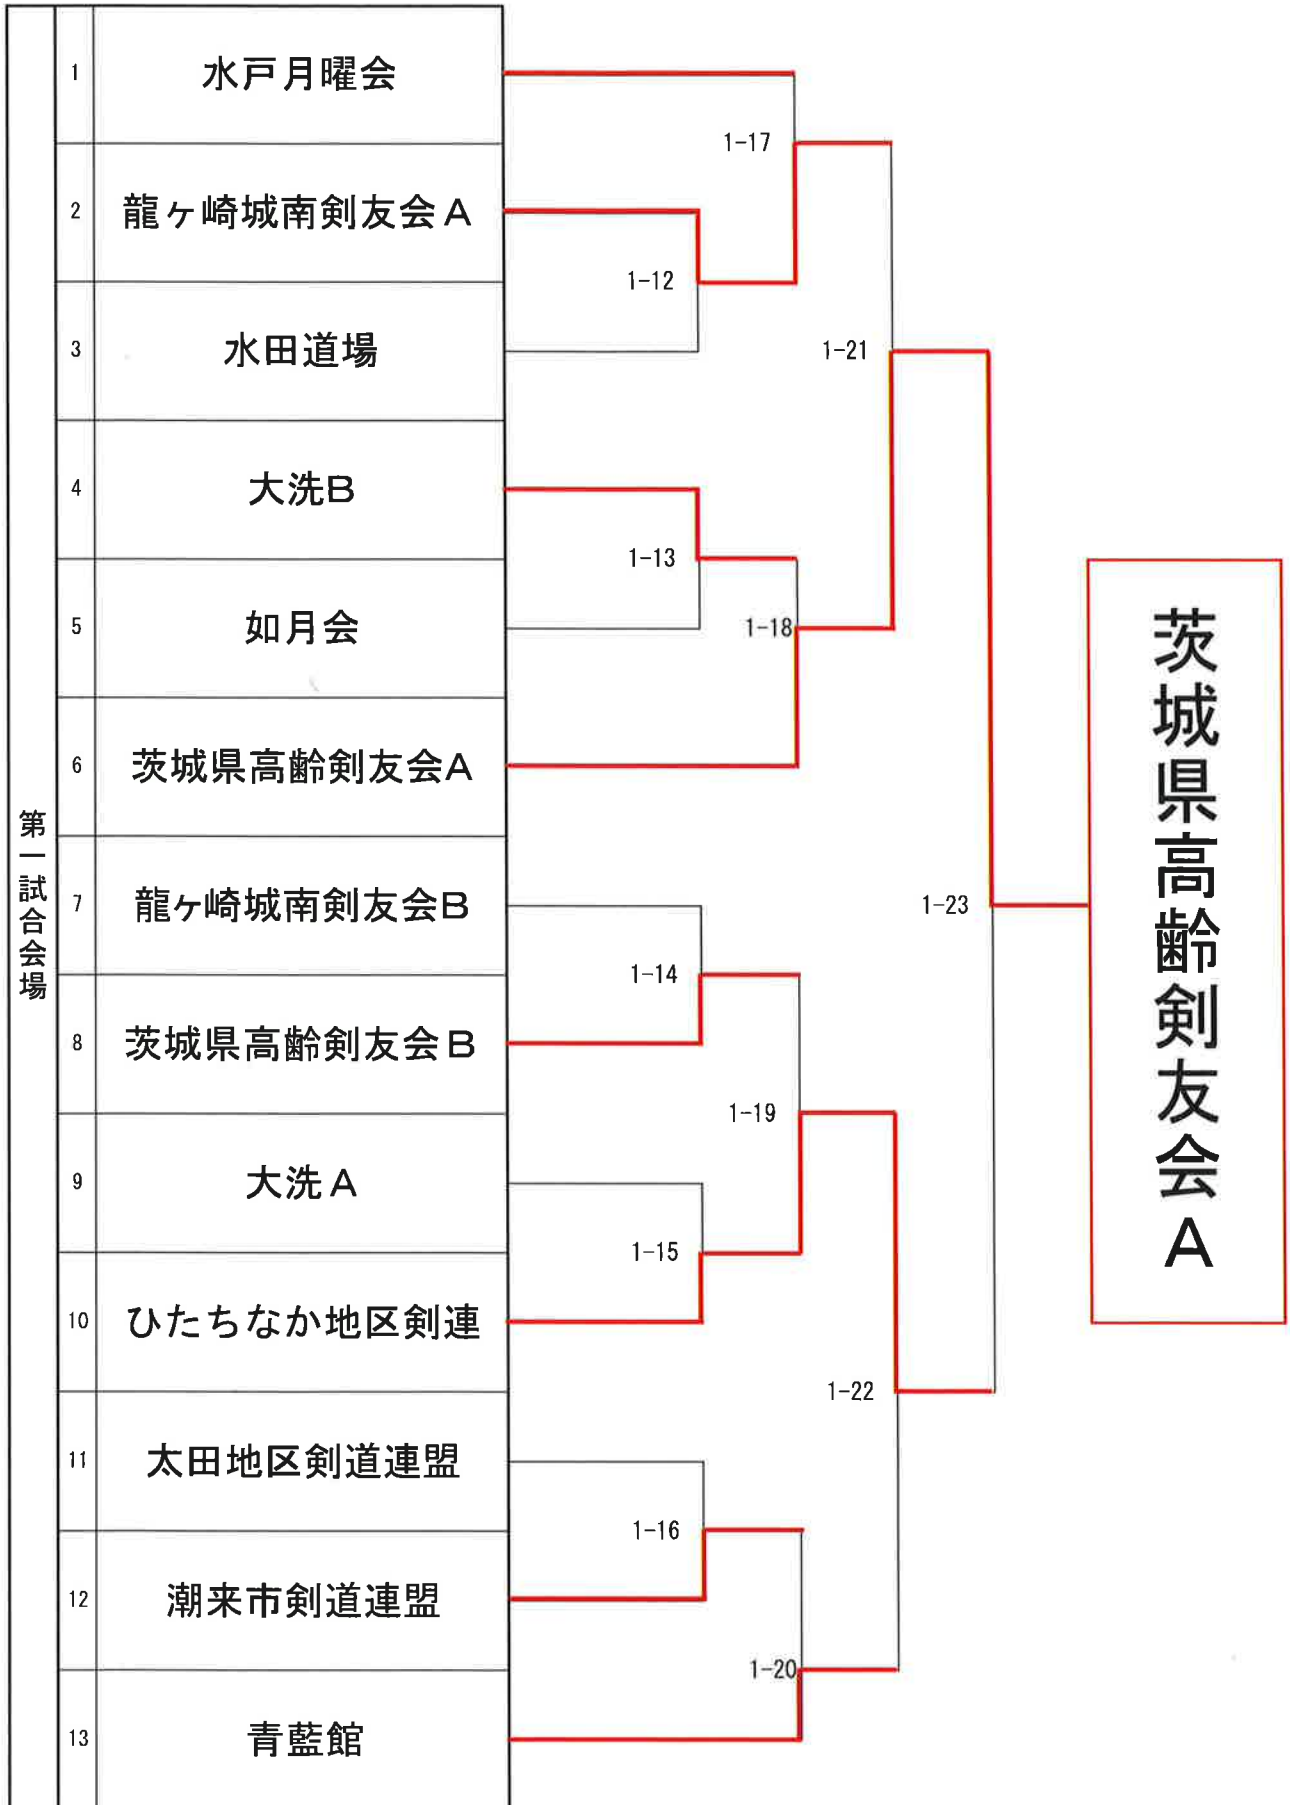 第一試合会場
1 水戸月曜会
2 龍ヶ崎城南剣友会A
3 水田道場
4 大洗B
5 如月会
6 茨城県高齢剣友会A
7 龍ヶ崎城南剣友会B
8 茨城県高齢剣友会B
9 大洗A
10 ひたちなか地区剣連
11 太田地区剣道連盟
12 潮来市剣道連盟
13 青藍館
1-12
1-13
1-14
1-15
1-16
1-17
1-18
1-19
1-20
1-21
1-22
1-23
茨城県高齢剣友会A